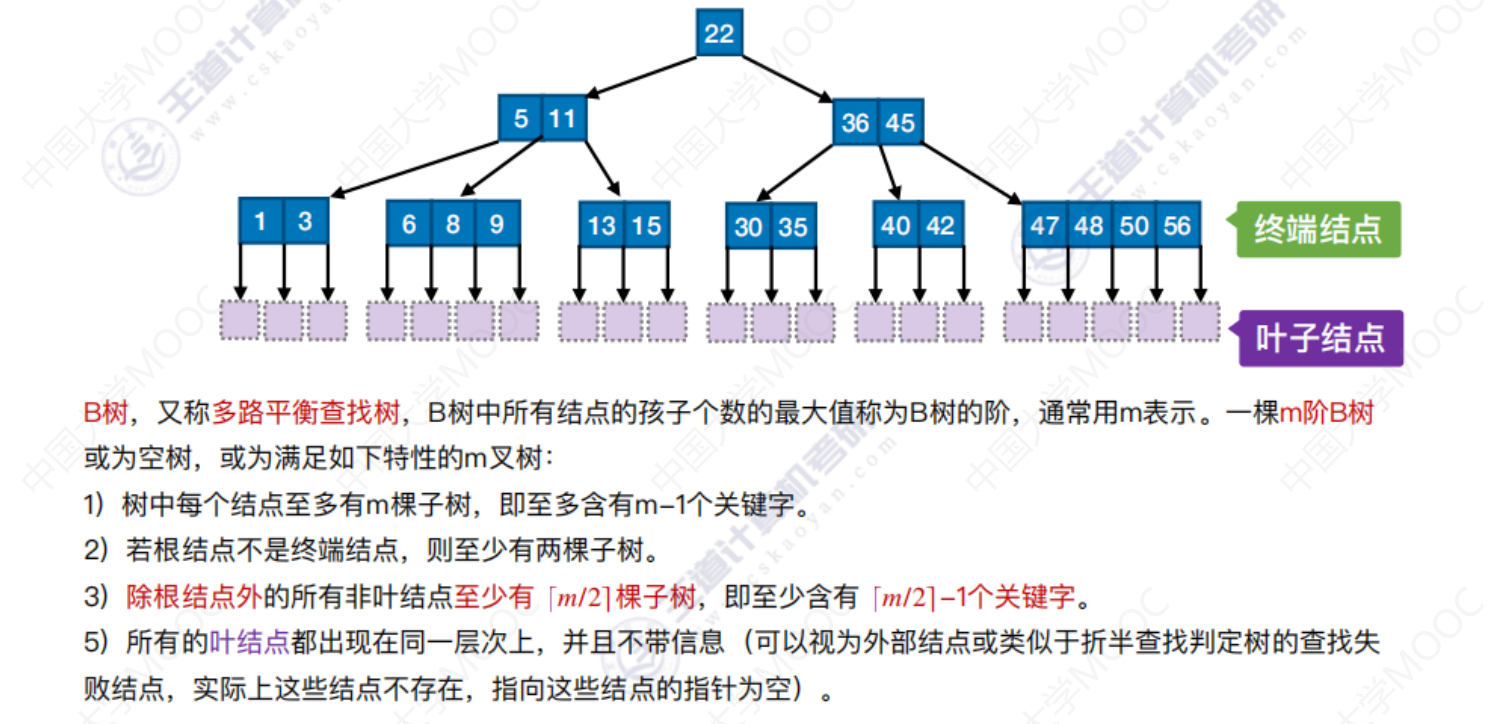 22
5 11
36 45
1 3
6 8 9
13 15
30 35
40 42
47 48 50 56
终端结点
叶子结点
B树，又称多路平衡查找树，B树中所有结点的孩子个数的最大值称为B树的阶，通常用m表示。一棵m阶B树
或为空树，或为满足如下特性的m叉树：
1）树中每个结点至多有m棵子树，即至多含有m-1个关键字。
2）若根结点不是终端结点，则至少有两棵子树。
3）除根结点外的所有非叶结点至少有 ⌈m/2⌉棵子树，即至少含有 ⌈m/2⌉-1个关键字。
5）所有的叶结点都出现在同一层次上，并且不带信息（可以视为外部结点或类似于折半查找判定树的查找失
败结点，实际上这些结点不存在，指向这些结点的指针为空）。
中国大学MOOC
王道计算机考研
www.cskaoyan.com